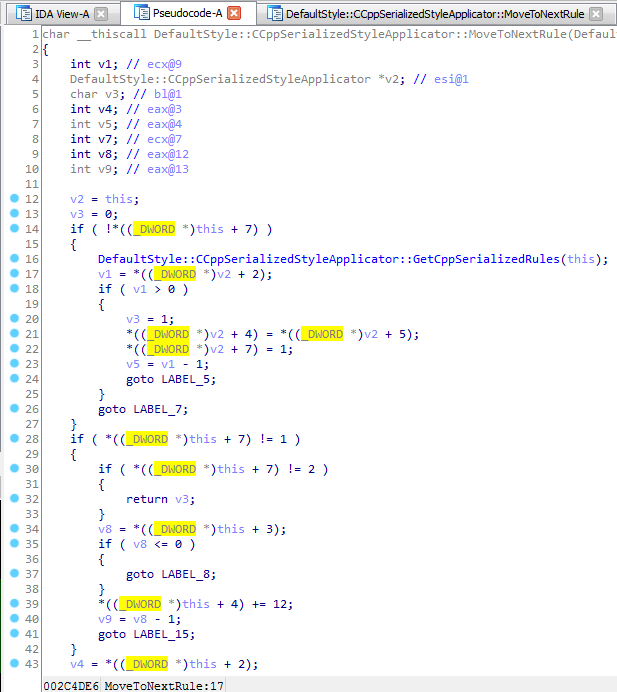 IDA View-A Pseudocode-A DefaultStyle::CCppSerializedStyleApplicator::MoveToNextRule
1 char __thiscall DefaultStyle::CCppSerializedStyleApplicator::MoveToNextRule(Defau
2 {
3 int v1; // ecx@9
4 DefaultStyle::CCppSerializedStyleApplicator *v2; // esi@1
5 char v3; // bl@1
6 int v4; // eax@3
7 int v5; // eax@4
8 int v7; // ecx@7
9 int v8; // eax@12
10 int v9; // eax@13
11
12 v2 = this;
13 v3 = 0;
14 if ( !*((_DWORD *)this + 7) )
15 {
16 DefaultStyle::CCppSerializedStyleApplicator::GetCppSerializedRules(this);
17 v1 = *((_DWORD *)v2 + 2);
18 if ( v1 > 0 )
19 {
20 v3 = 1;
21 *((_DWORD *)v2 + 4) = *((_DWORD *)v2 + 5);
22 *((_DWORD *)v2 + 7) = 1;
23 v5 = v1 - 1;
24 goto LABEL_5;
25 }
26 goto LABEL_7;
27 }
28 if ( *((_DWORD *)this + 7) != 1 )
29 {
30 if ( *((_DWORD *)this + 7) != 2 )
31 {
32 return v3;
33 }
34 v8 = *((_DWORD *)this + 3);
35 if ( v8 <= 0 )
36 {
37 goto LABEL_8;
38 }
39 *((_DWORD *)this + 4) += 12;
40 v9 = v8 - 1;
41 goto LABEL_15;
42 }
43 v4 = *((_DWORD *)this + 2);
002C4DE6 MoveToNextRule:17